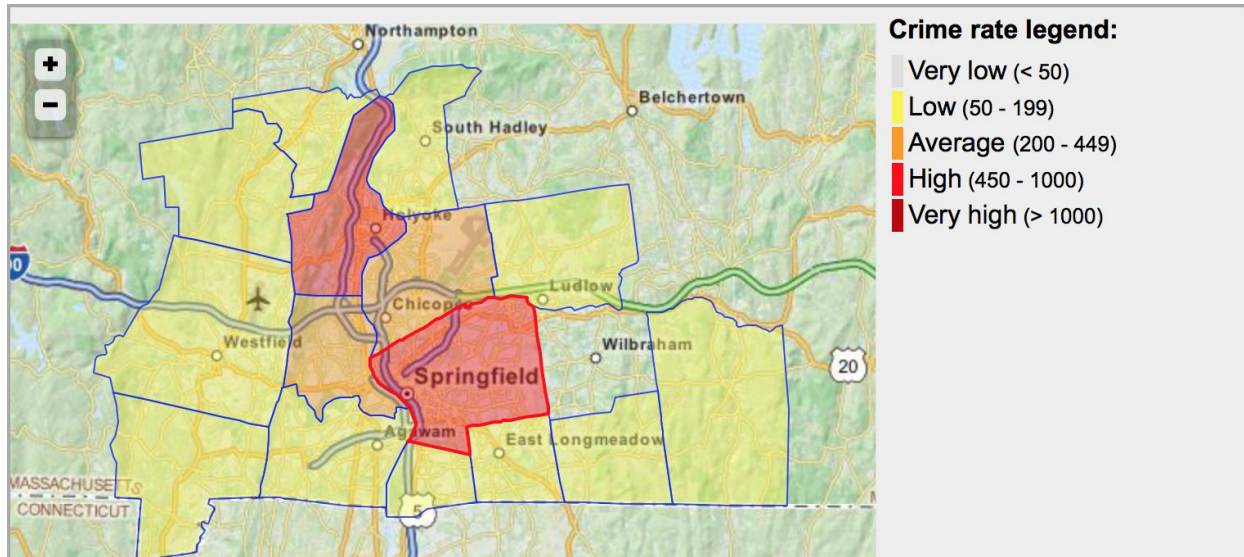 +
-
Northampton
Belchertown
South Hadley
Holyoke
Ludlow
Chicopee
Westfield
Wilbraham
20
Springfield
Agawam
East Longmeadow
MASSACHUSETTS
CONNECTICUT
5
Crime rate legend:
Very low (< 50)
Low (50 - 199)
Average (200 - 449)
High (450 - 1000)
Very high (> 1000)